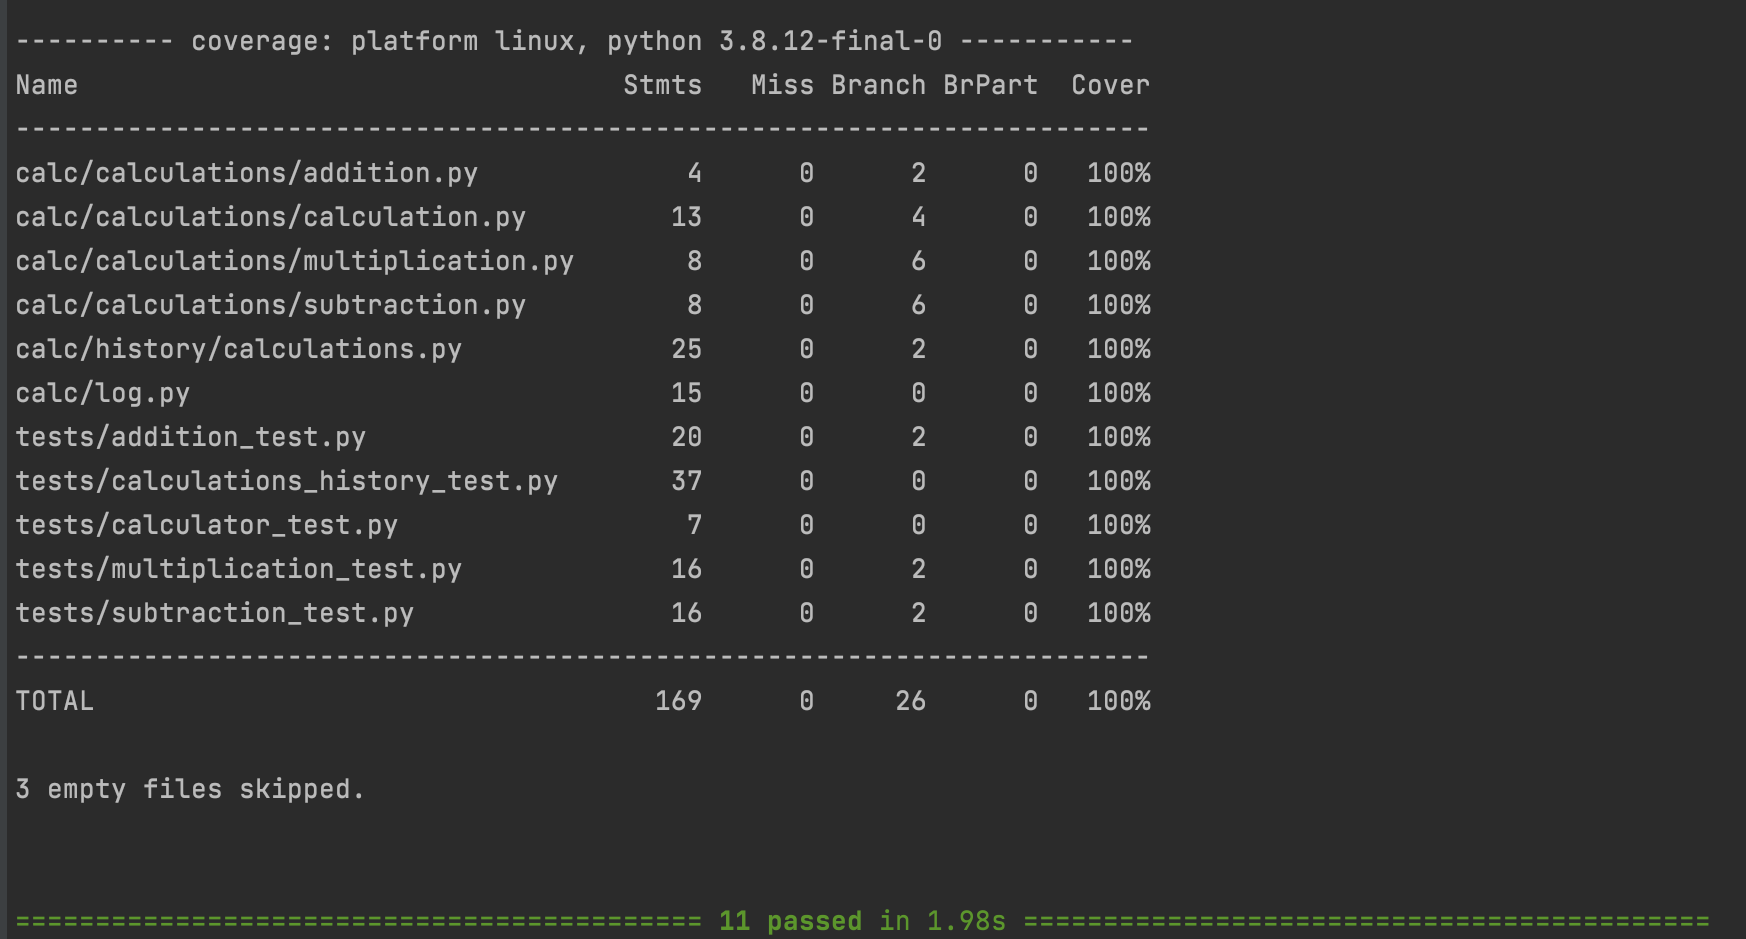 ---------- coverage: platform linux, python 3.8.12-final-0 -----------
Name                                  Stmts   Miss Branch BrPart  Cover
-----------------------------------------------------------------------
calc/calculations/addition.py             4      0      2      0   100%
calc/calculations/calculation.py         13      0      4      0   100%
calc/calculations/multiplication.py       8      0      6      0   100%
calc/calculations/subtraction.py          8      0      6      0   100%
calc/history/calculations.py             25      0      2      0   100%
calc/log.py                              15      0      0      0   100%
tests/addition_test.py                   20      0      2      0   100%
tests/calculations_history_test.py       37      0      0      0   100%
tests/calculator_test.py                  7      0      0      0   100%
tests/multiplication_test.py             16      0      2      0   100%
tests/subtraction_test.py                16      0      2      0   100%
-----------------------------------------------------------------------
TOTAL                                   169      0     26      0   100%
3 empty files skipped.
=========================================== 11 passed in 1.98s ===========================================